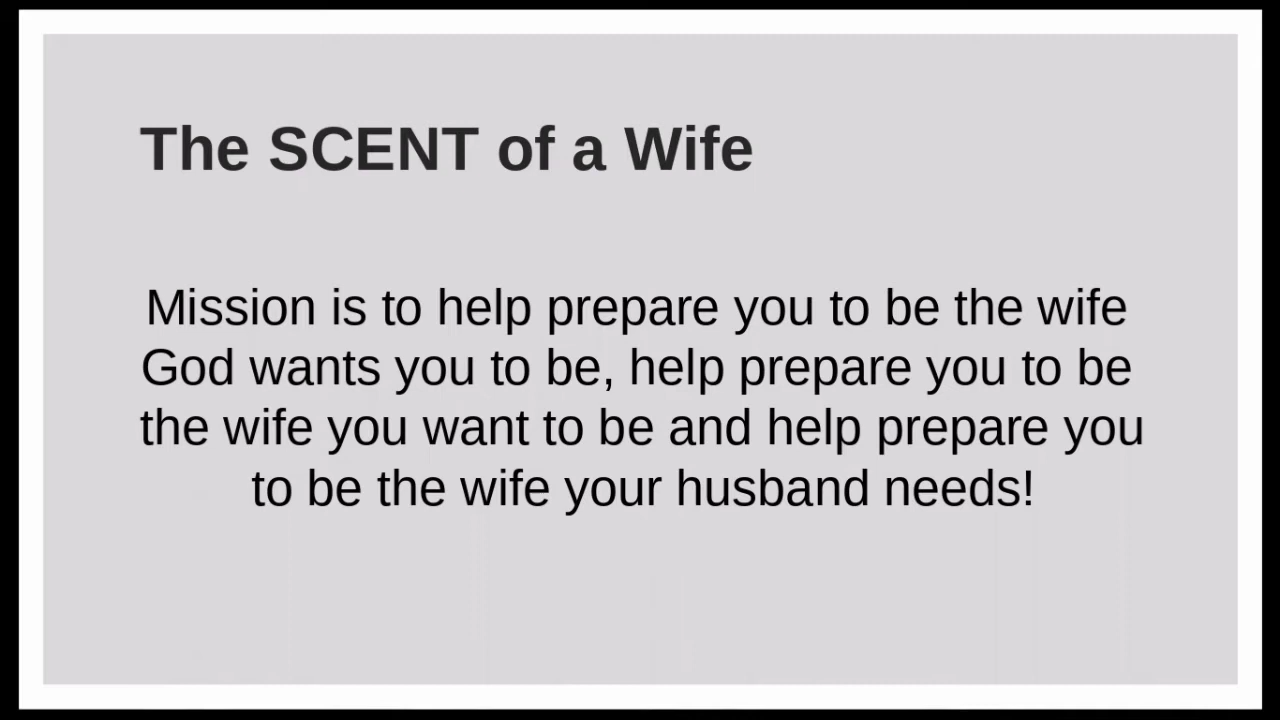 The SCENT of a Wife
Mission is to help prepare you to be the wife
God wants you to be, help prepare you to be
the wife you want to be and help prepare you
to be the wife your husband needs!